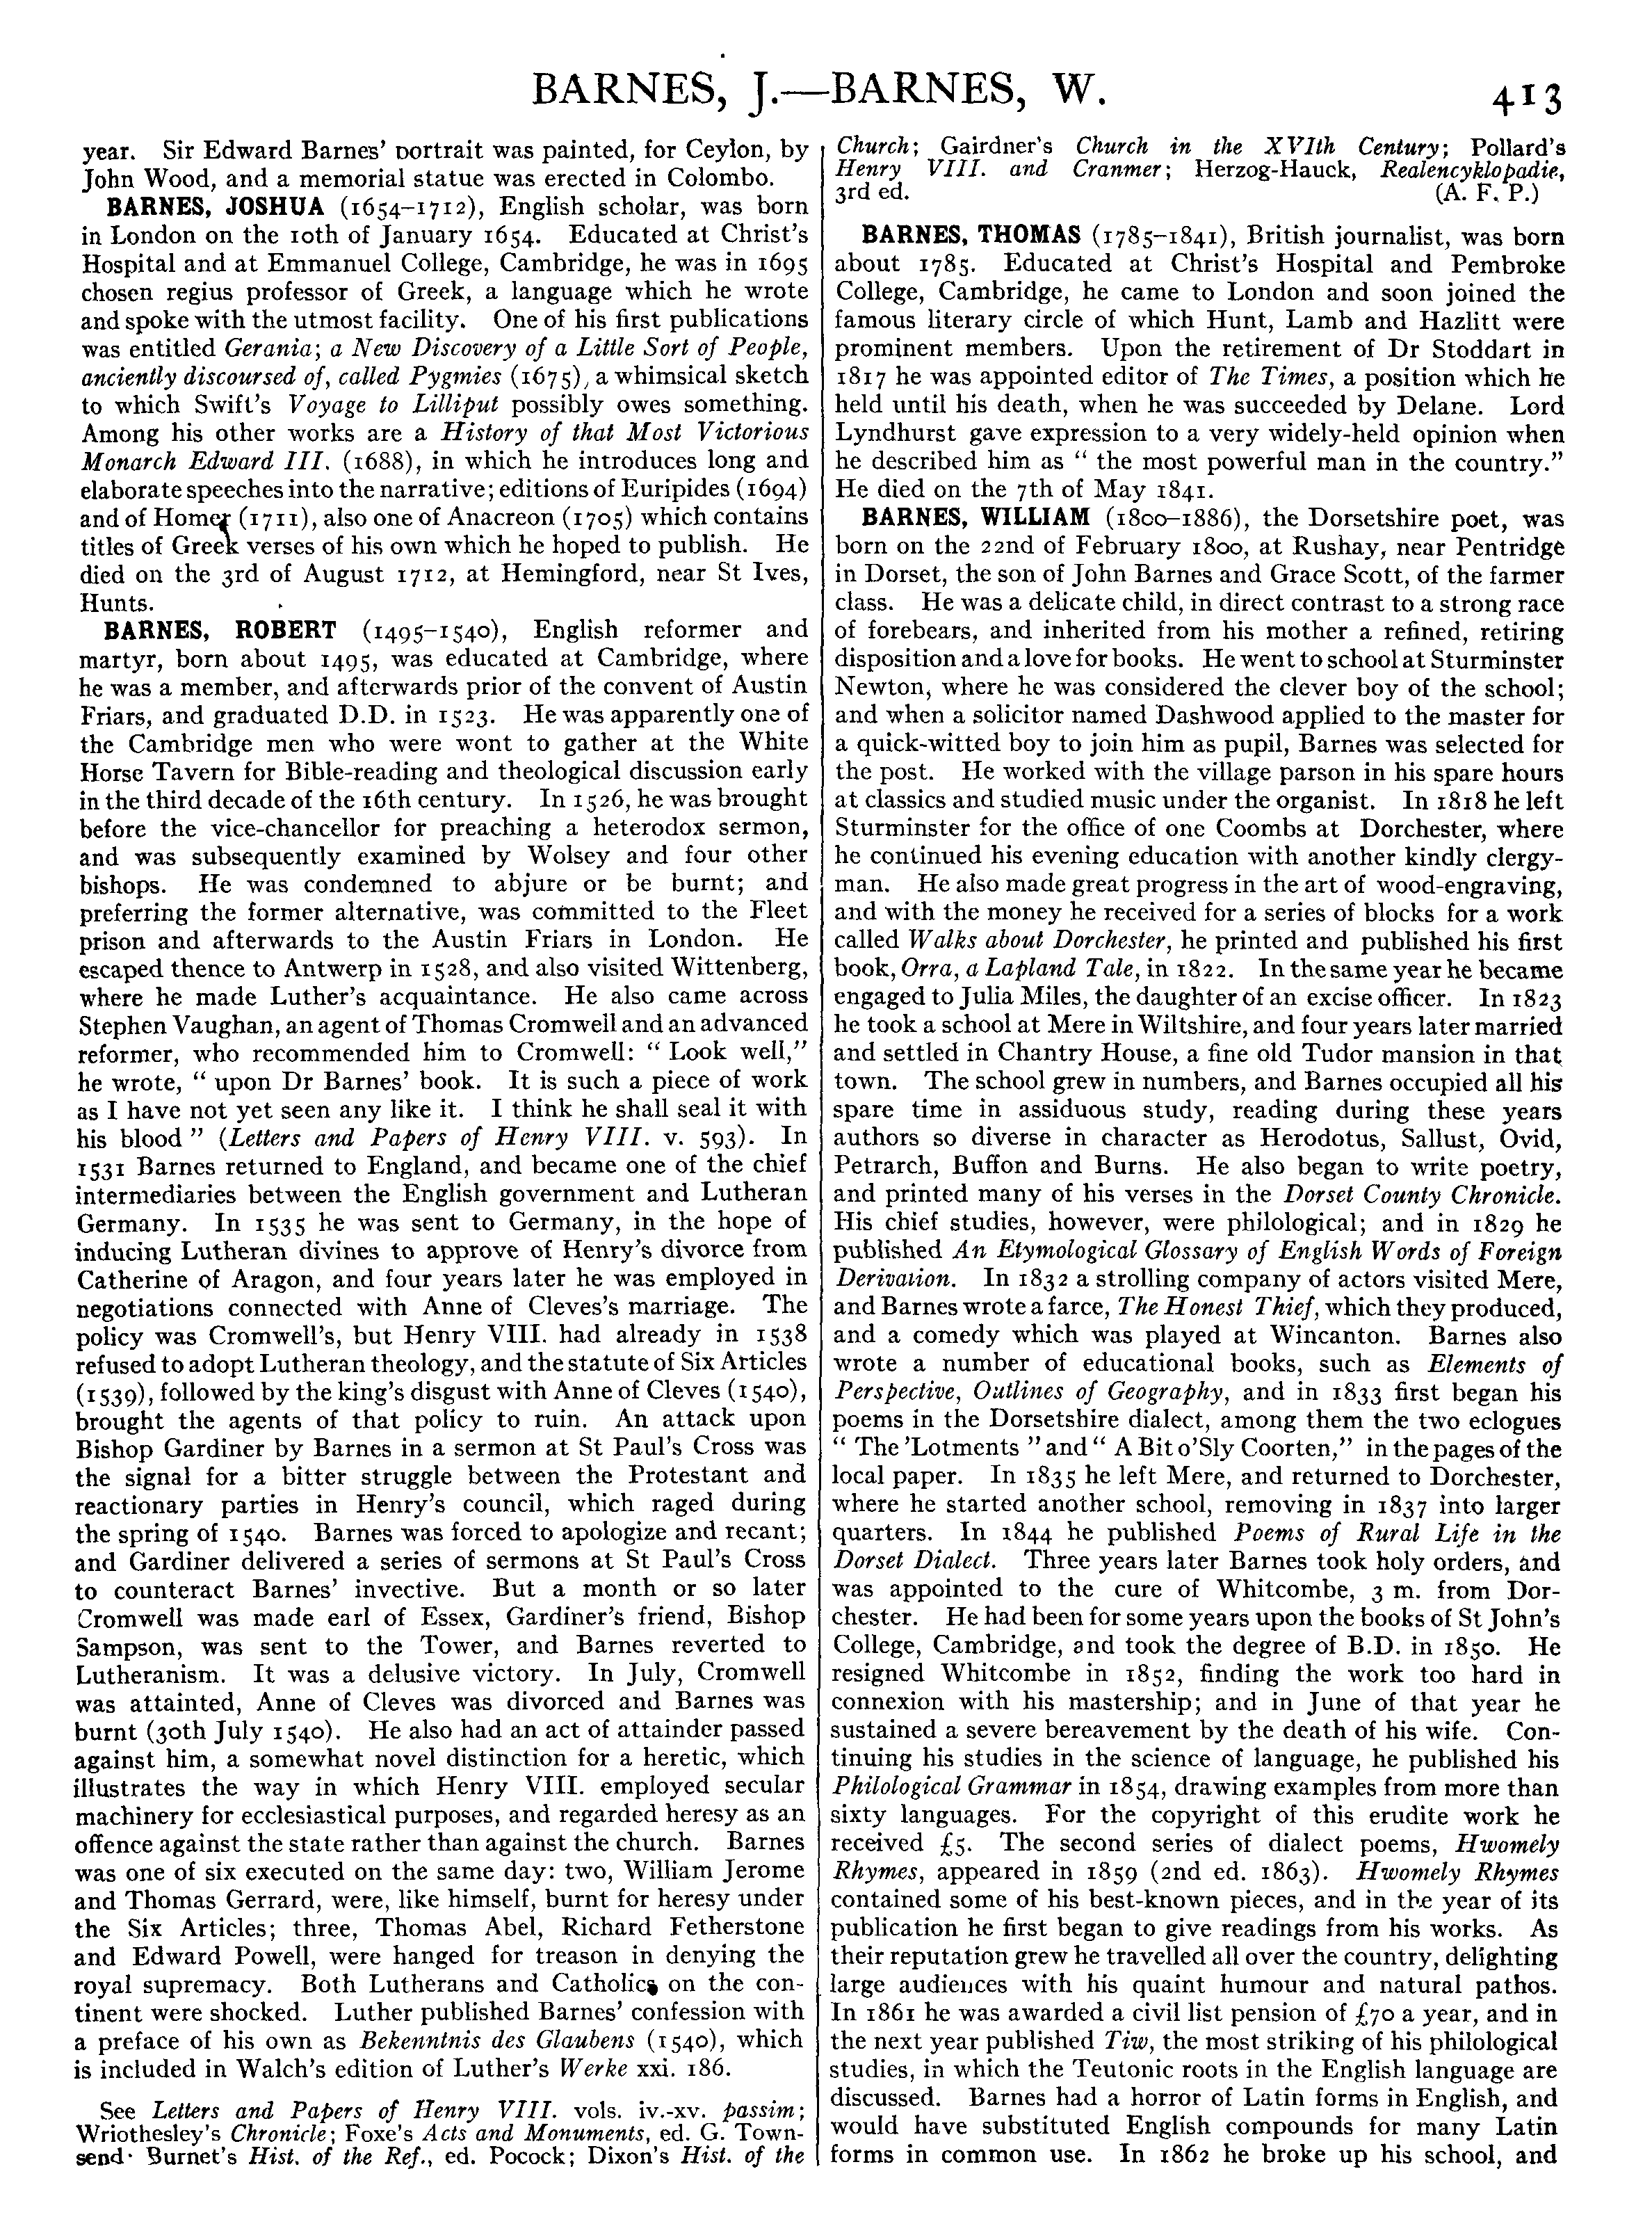 BARNES, J.—BARNES, W.
413
year. Sir Edward Barnes' portrait was painted, for Ceylon, by
John Wood, and a memorial statue was erected in Colombo.
BARNES, JOSHUA (1654–1712), English scholar, was born
in London on the 10th of January 1654. Educated at Christ's
Hospital and at Emmanuel College, Cambridge, he was in 1695
chosen regius professor of Greek, a language which he wrote
and spoke with the utmost facility. One of his first publications
was entitled Gerania; a New Discovery of a Little Sort of People,
anciently discoursed of, called Pygmies (1675), a whimsical sketch
to which Swift's Voyage to Lilliput possibly owes something.
Among his other works are a History of that Most Victorious
Monarch Edward III. (1688), in which he introduces long and
elaborate speeches into the narrative; editions of Euripides (1694)
and of Homer (1711), also one of Anacreon (1705) which contains
titles of Greek verses of his own which he hoped to publish. He
died on the 3rd of August 1712, at Hemingford, near St Ives,
Hunts.
BARNES, ROBERT (1495–1540), English reformer and
martyr, born about 1495, was educated at Cambridge, where
he was a member, and afterwards prior of the convent of Austin
Friars, and graduated D.D. in 1523. He was apparently one of
the Cambridge men who were wont to gather at the White
Horse Tavern for Bible-reading and theological discussion early
in the third decade of the 16th century. In 1526, he was brought
before the vice-chancellor for preaching a heterodox sermon,
and was subsequently examined by Wolsey and four other
bishops. He was condemned to abjure or be burnt; and
preferring the former alternative, was committed to the Fleet
prison and afterwards to the Austin Friars in London. He
escaped thence to Antwerp in 1528, and also visited Wittenberg,
where he made Luther's acquaintance. He also came across
Stephen Vaughan, an agent of Thomas Cromwell and an advanced
reformer, who recommended him to Cromwell: "Look well,"
he wrote, "upon Dr Barnes' book. It is such a piece of work
as I have not yet seen any like it. I think he shall seal it with
his blood" (Letters and Papers of Henry VIII. v. 593). In
1531 Barnes returned to England, and became one of the chief
intermediaries between the English government and Lutheran
Germany. In 1535 he was sent to Germany, in the hope of
inducing Lutheran divines to approve of Henry's divorce from
Catherine of Aragon, and four years later he was employed in
negotiations connected with Anne of Cleves's marriage. The
policy was Cromwell's, but Henry VIII. had already in 1538
refused to adopt Lutheran theology, and the statute of Six Articles
(1539), followed by the king's disgust with Anne of Cleves (1540),
brought the agents of that policy to ruin. An attack upon
Bishop Gardiner by Barnes in a sermon at St Paul's Cross was
the signal for a bitter struggle between the Protestant and
reactionary parties in Henry's council, which raged during
the spring of 1540. Barnes was forced to apologize and recant;
and Gardiner delivered a series of sermons at St Paul's Cross
to counteract Barnes' invective. But a month or so later
Cromwell was made earl of Essex, Gardiner's friend, Bishop
Sampson, was sent to the Tower, and Barnes reverted to
Lutheranism. It was a delusive victory. In July, Cromwell
was attainted, Anne of Cleves was divorced and Barnes was
burnt (30th July 1540). He also had an act of attainder passed
against him, a somewhat novel distinction for a heretic, which
illustrates the way in which Henry VIII. employed secular
machinery for ecclesiastical purposes, and regarded heresy as an
offence against the state rather than against the church. Barnes
was one of six executed on the same day: two, William Jerome
and Thomas Gerrard, were, like himself, burnt for heresy under
the Six Articles; three, Thomas Abel, Richard Fetherstone
and Edward Powell, were hanged for treason in denying the
royal supremacy. Both Lutherans and Catholics on the con-
tinent were shocked. Luther published Barnes' confession with
a preface of his own as Bekenntnis des Glaubens (1540), which
is included in Walch's edition of Luther's Werke xxi. 186.
See Letters and Papers of Henry VIII. vols. iv.-xv. passim;
Wriothesley's Chronicle; Foxe's Acts and Monuments, ed. G. Town-
send· Burnet's Hist. of the Ref., ed. Pocock; Dixon's Hist. of the
Church; Gairdner's Church in the XVIth Century; Pollard's
Henry VIII. and Cranmer; Herzog-Hauck, Realencyklopadie,
3rd ed. (A. F. P.)
BARNES, THOMAS (1785–1841), British journalist, was born
about 1785. Educated at Christ's Hospital and Pembroke
College, Cambridge, he came to London and soon joined the
famous literary circle of which Hunt, Lamb and Hazlitt were
prominent members. Upon the retirement of Dr Stoddart in
1817 he was appointed editor of The Times, a position which he
held until his death, when he was succeeded by Delane. Lord
Lyndhurst gave expression to a very widely-held opinion when
he described him as "the most powerful man in the country."
He died on the 7th of May 1841.
BARNES, WILLIAM (1800–1886), the Dorsetshire poet, was
born on the 22nd of February 1800, at Rushay, near Pentridge
in Dorset, the son of John Barnes and Grace Scott, of the farmer
class. He was a delicate child, in direct contrast to a strong race
of forebears, and inherited from his mother a refined, retiring
disposition and a love for books. He went to school at Sturminster
Newton, where he was considered the clever boy of the school;
and when a solicitor named Dashwood applied to the master for
a quick-witted boy to join him as pupil, Barnes was selected for
the post. He worked with the village parson in his spare hours
at classics and studied music under the organist. In 1818 he left
Sturminster for the office of one Coombs at Dorchester, where
he continued his evening education with another kindly clergy-
man. He also made great progress in the art of wood-engraving,
and with the money he received for a series of blocks for a work
called Walks about Dorchester, he printed and published his first
book, Orra, a Lapland Tale, in 1822. In the same year he became
engaged to Julia Miles, the daughter of an excise officer. In 1823
he took a school at Mere in Wiltshire, and four years later married
and settled in Chantry House, a fine old Tudor mansion in that
town. The school grew in numbers, and Barnes occupied all his
spare time in assiduous study, reading during these years
authors so diverse in character as Herodotus, Sallust, Ovid,
Petrarch, Buffon and Burns. He also began to write poetry,
and printed many of his verses in the Dorset County Chronicle.
His chief studies, however, were philological; and in 1829 he
published An Etymological Glossary of English Words of Foreign
Derivation. In 1832 a strolling company of actors visited Mere,
and Barnes wrote a farce, The Honest Thief, which they produced,
and a comedy which was played at Wincanton. Barnes also
wrote a number of educational books, such as Elements of
Perspective, Outlines of Geography, and in 1833 first began his
poems in the Dorsetshire dialect, among them the two eclogues
"The 'Lotments" and "A Bit o'Sly Coorten," in the pages of the
local paper. In 1835 he left Mere, and returned to Dorchester,
where he started another school, removing in 1837 into larger
quarters. In 1844 he published Poems of Rural Life in the
Dorset Dialect. Three years later Barnes took holy orders, and
was appointed to the cure of Whitcombe, 3 m. from Dor-
chester. He had been for some years upon the books of St John's
College, Cambridge, and took the degree of B.D. in 1850. He
resigned Whitcombe in 1852, finding the work too hard in
connexion with his mastership; and in June of that year he
sustained a severe bereavement by the death of his wife. Con-
tinuing his studies in the science of language, he published his
Philological Grammar in 1854, drawing examples from more than
sixty languages. For the copyright of this erudite work he
received £5. The second series of dialect poems, Hwomely
Rhymes, appeared in 1859 (2nd ed. 1863). Hwomely Rhymes
contained some of his best-known pieces, and in the year of its
publication he first began to give readings from his works. As
their reputation grew he travelled all over the country, delighting
large audiences with his quaint humour and natural pathos.
In 1861 he was awarded a civil list pension of £70 a year, and in
the next year published Tiw, the most striking of his philological
studies, in which the Teutonic roots in the English language are
discussed. Barnes had a horror of Latin forms in English, and
would have substituted English compounds for many Latin
forms in common use. In 1862 he broke up his school, and